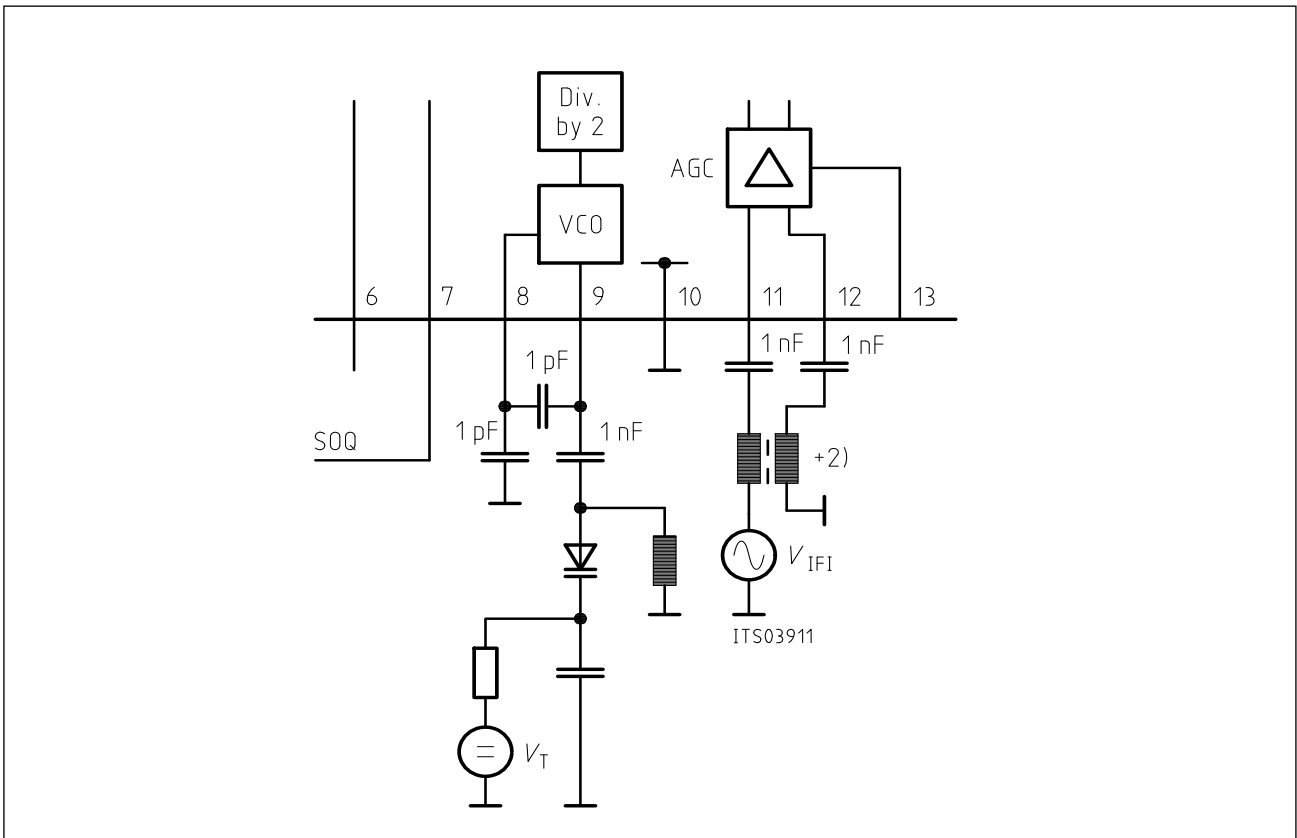 Div.
by 2
AGC
VCO
6
7
8
9
10
11
12
13
1 nF
1 nF
1 pF
1 pF
1 nF
SOQ
+2)
V IFI
ITS03911
=
V T